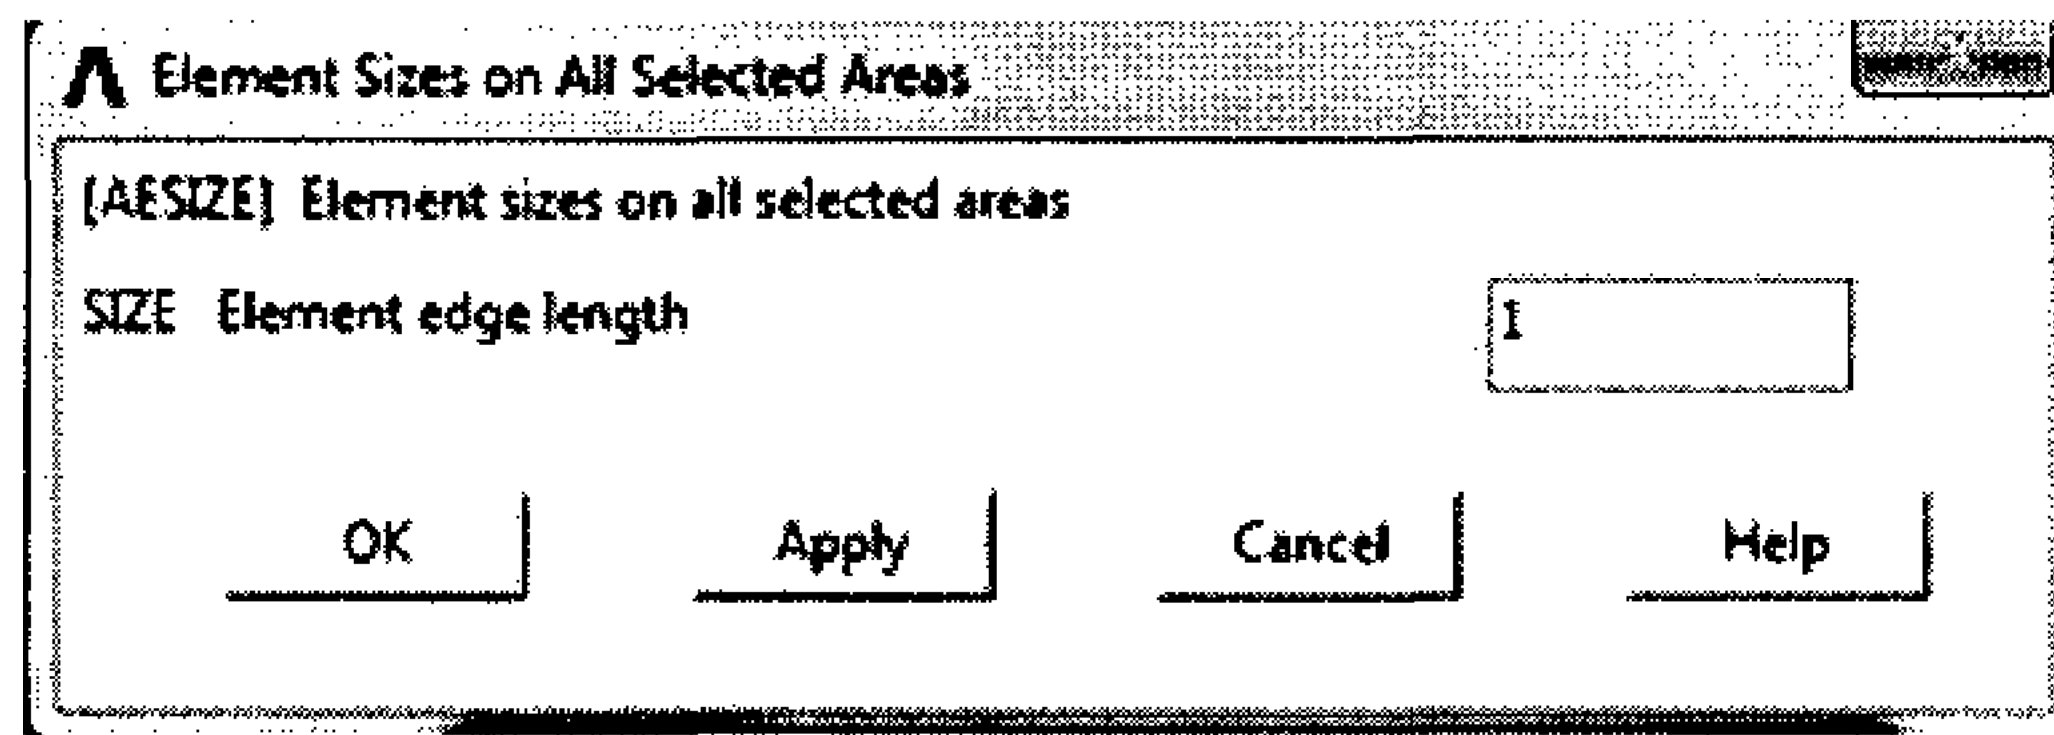 Element Sizes on All Selected Areas
[AESIZE] Element sizes on all selected areas
SIZE Element edge length
1
OK Apply Cancel Help